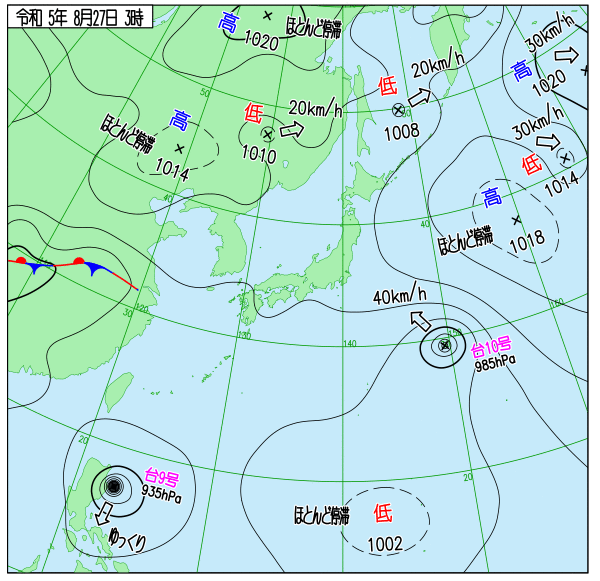 令和 5年 8月27日 3時
高
1020
ほとんど停滞
低
20km/h
1008
30km/h
高
1020
50
高
ほとんど停滞
1014
低
20km/h
1010
30km/h
低
1014
40
高
ほとんど停滞
1018
40
30
120
130
140
40km/h
150
160
台10号
985hPa
20
20
台9号
935hPa
ゆっくり
ほとんど停滞
低
1002